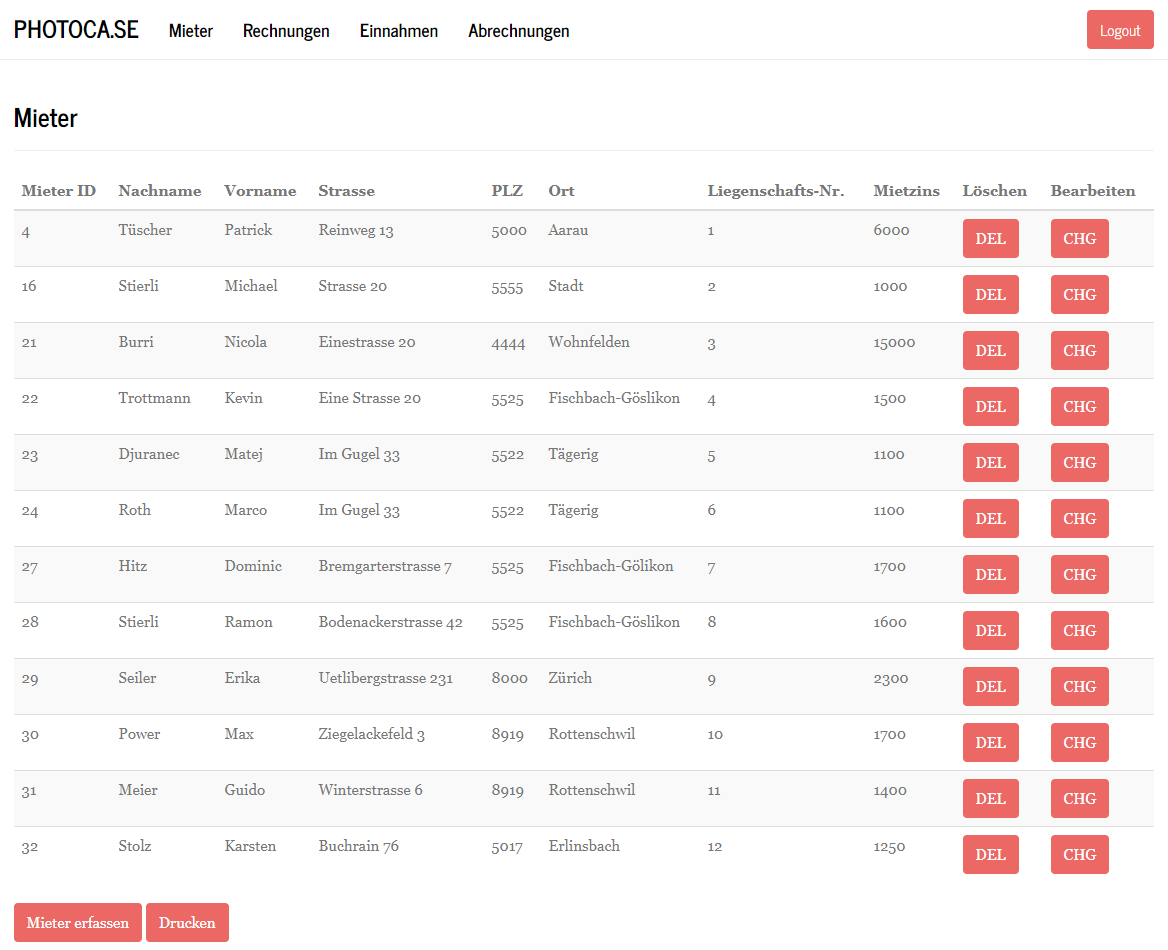 PHOTOCA.SE Mieter Rechnungen Einnahmen Abrechnungen Logout
Mieter
Mieter ID Nachname Vorname Strasse PLZ Ort Liegenschafts-Nr. Mietzins Löschen Bearbeiten
4 Tüscher Patrick Reinweg 13 5000 Aarau 1 6000 DEL CHG
16 Stierli Michael Strasse 20 5555 Stadt 2 1000 DEL CHG
21 Burri Nicola Einestrasse 20 4444 Wohnfelden 3 15000 DEL CHG
22 Trottmann Kevin Eine Strasse 20 5525 Fischbach-Göslikon 4 1500 DEL CHG
23 Djuranec Matej Im Gugel 33 5522 Tägerig 5 1100 DEL CHG
24 Roth Marco Im Gugel 33 5522 Tägerig 6 1100 DEL CHG
27 Hitz Dominic Bremgarterstrasse 7 5525 Fischbach-Gölikon 7 1700 DEL CHG
28 Stierli Ramon Bodenackerstrasse 42 5525 Fischbach-Göslikon 8 1600 DEL CHG
29 Seiler Erika Uetlibergstrasse 231 8000 Zürich 9 2300 DEL CHG
30 Power Max Ziegelackefeld 3 8919 Rottenschwil 10 1700 DEL CHG
31 Meier Guido Winterstrasse 6 8919 Rottenschwil 11 1400 DEL CHG
32 Stolz Karsten Buchrain 76 5017 Erlinsbach 12 1250 DEL CHG
Mieter erfassen Drucken